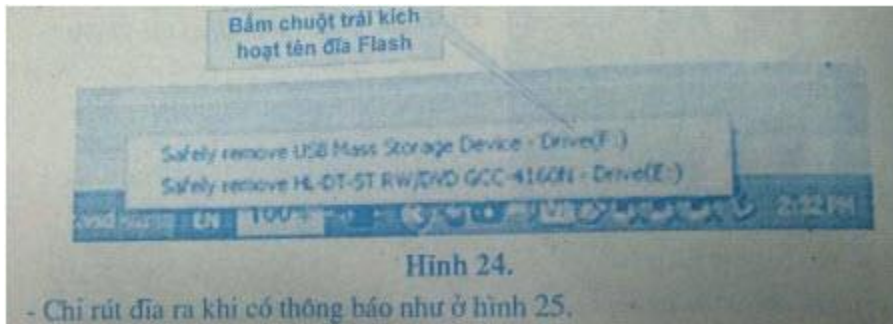 Bấm chuột trái kích
hoạt tên đĩa Flash
Safely remove USB Mass Storage Device - Drive(F:)
Safely remove HL-DT-ST RW/DVD GCC-4160N - Drive(E:)
EN 100% 2:12 PM
Hình 24.
- Chỉ rút đĩa ra khi có thông báo như ở hình 25.